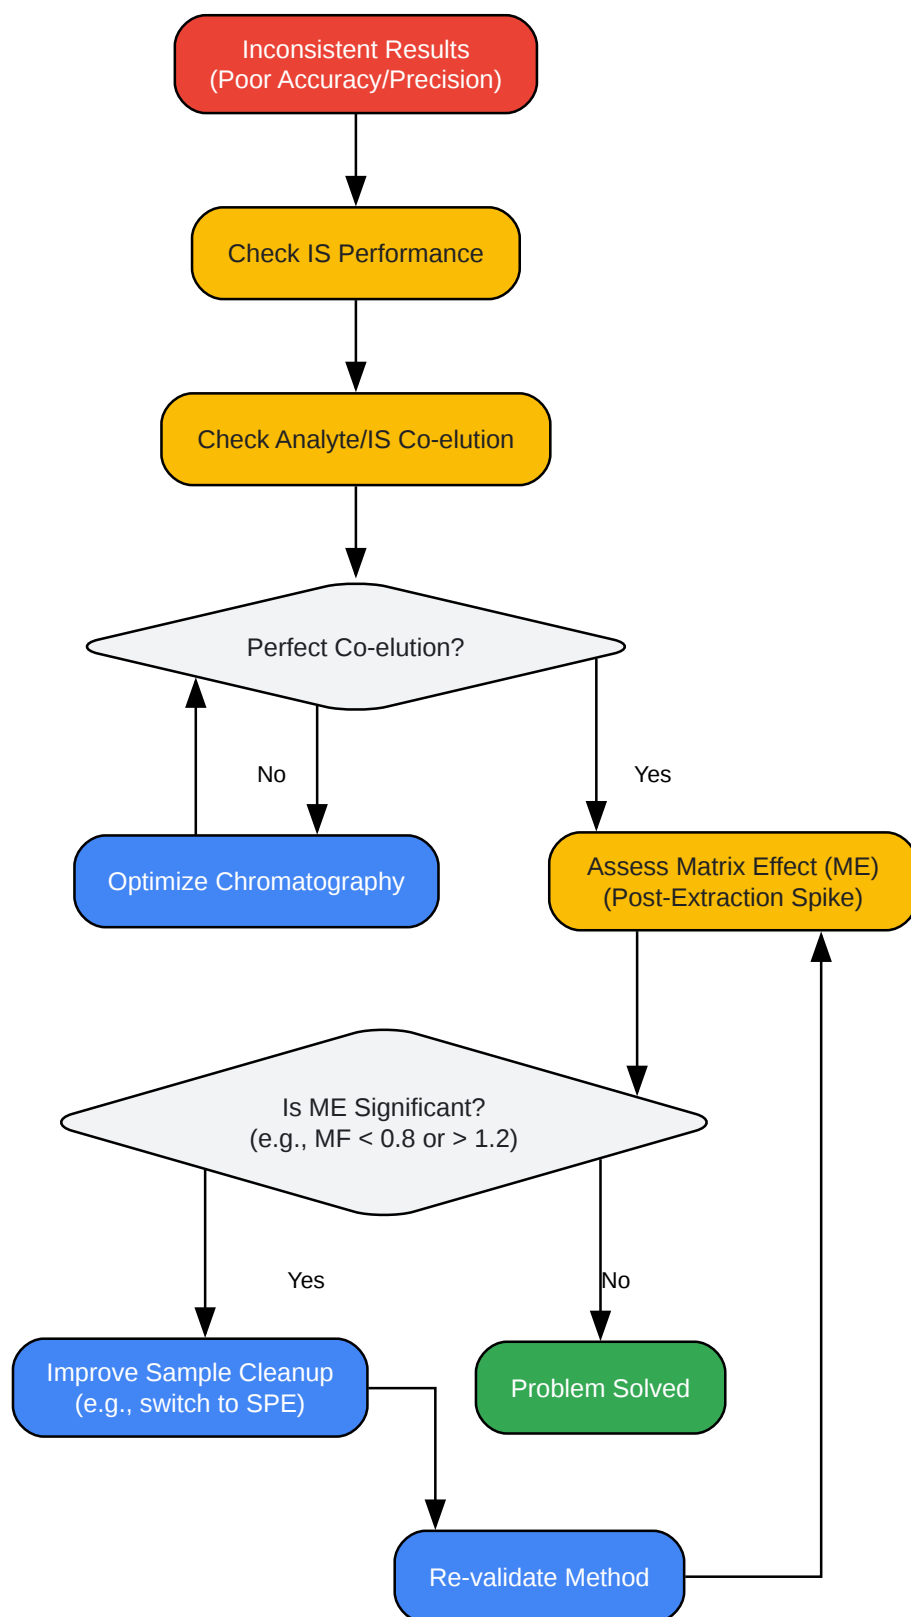 Inconsistent Results
(Poor Accuracy/Precision)
Check IS Performance
Check Analyte/IS Co-elution
Perfect Co-elution?
No
Yes
Optimize Chromatography
Assess Matrix Effect (ME)
(Post-Extraction Spike)
Is ME Significant?
(e.g., MF < 0.8 or > 1.2)
Yes
No
Improve Sample Cleanup
(e.g., switch to SPE)
Problem Solved
Re-validate Method